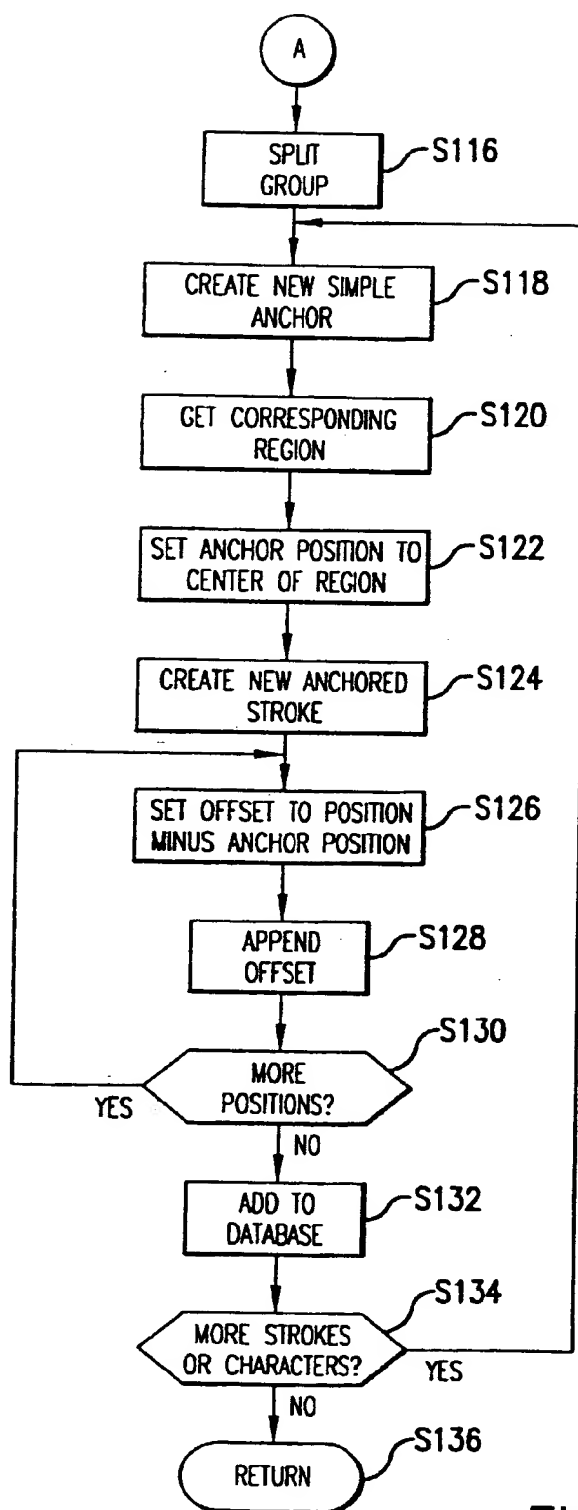 A
SPLIT
GROUP
S116
CREATE NEW SIMPLE
ANCHOR
S118
GET CORRESPONDING
REGION
S120
SET ANCHOR POSITION TO
CENTER OF REGION
S122
CREATE NEW ANCHORED
STROKE
S124
SET OFFSET TO POSITION
MINUS ANCHOR POSITION
S126
APPEND
OFFSET
S128
MORE
POSITIONS?
S130
YES
NO
ADD TO
DATABASE
S132
MORE STROKES
OR CHARACTERS?
S134
YES
NO
RETURN
S136